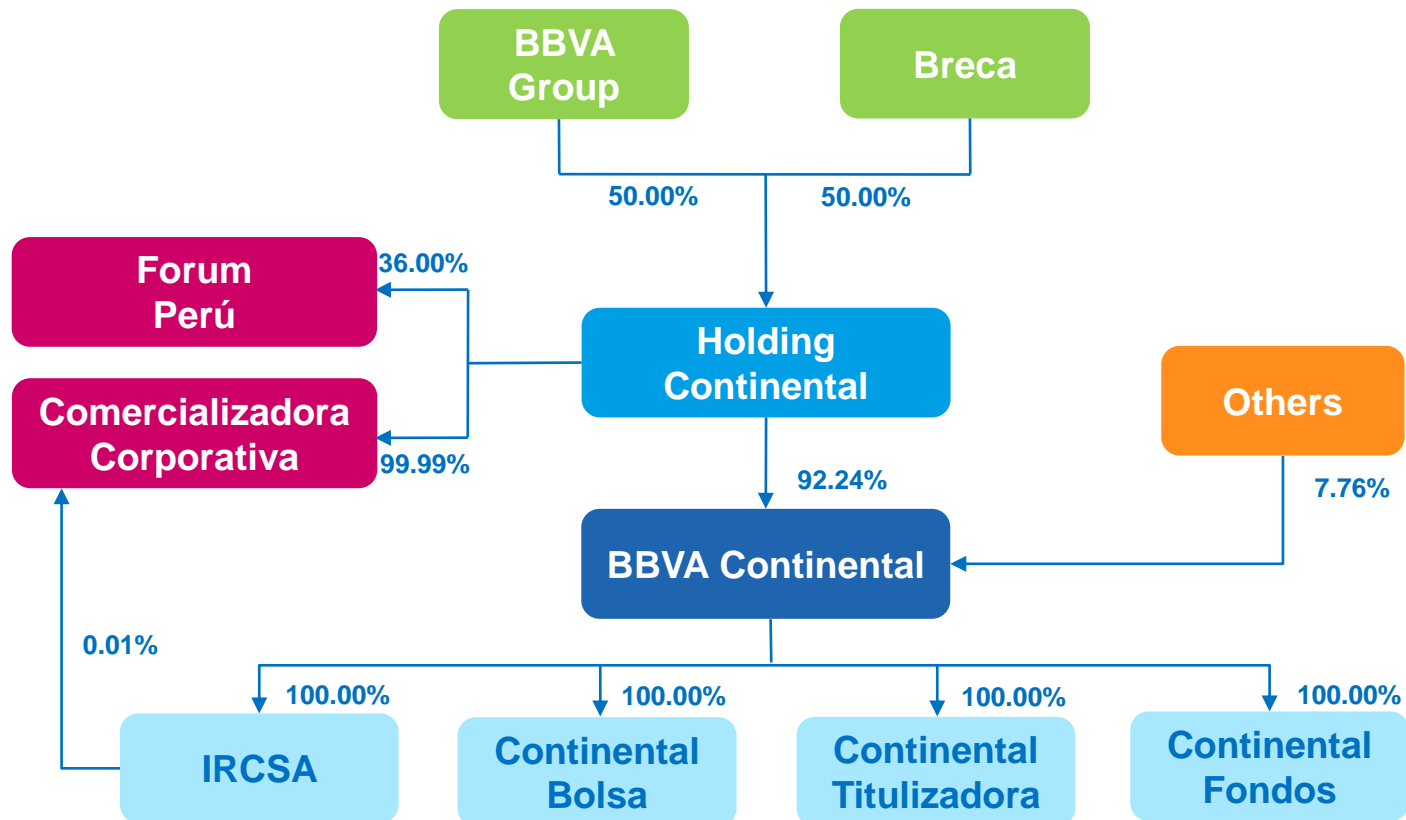 BBVA
Group
Breca
50.00%
50.00%
Forum
Perú
36.00%
Holding
Continental
Comercializadora
Corporativa
99.99%
Others
92.24%
7.76%
BBVA Continental
0.01%
100.00%
100.00%
100.00%
100.00%
IRCSA
Continental
Bolsa
Continental
Titulizadora
Continental
Fondos